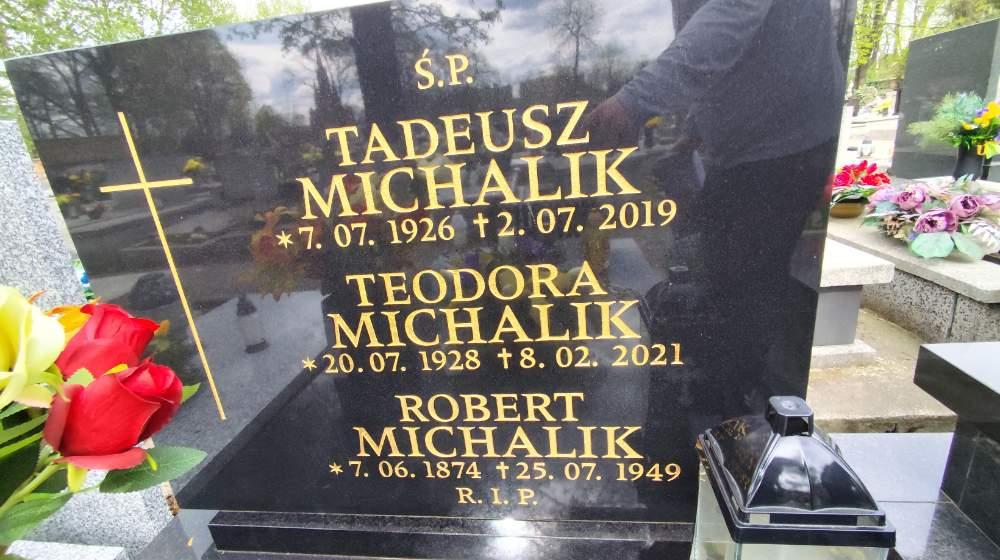 Ś.P.
TADEUSZ
MICHALIK
*7. 07. 1926 ✝2. 07. 2019
TEODORA
MICHALIK
*20. 07. 1928 ✝8. 02. 2021
ROBERT
MICHALIK
*7. 06. 1874 ✝25. 07. 1949
R. I. P.